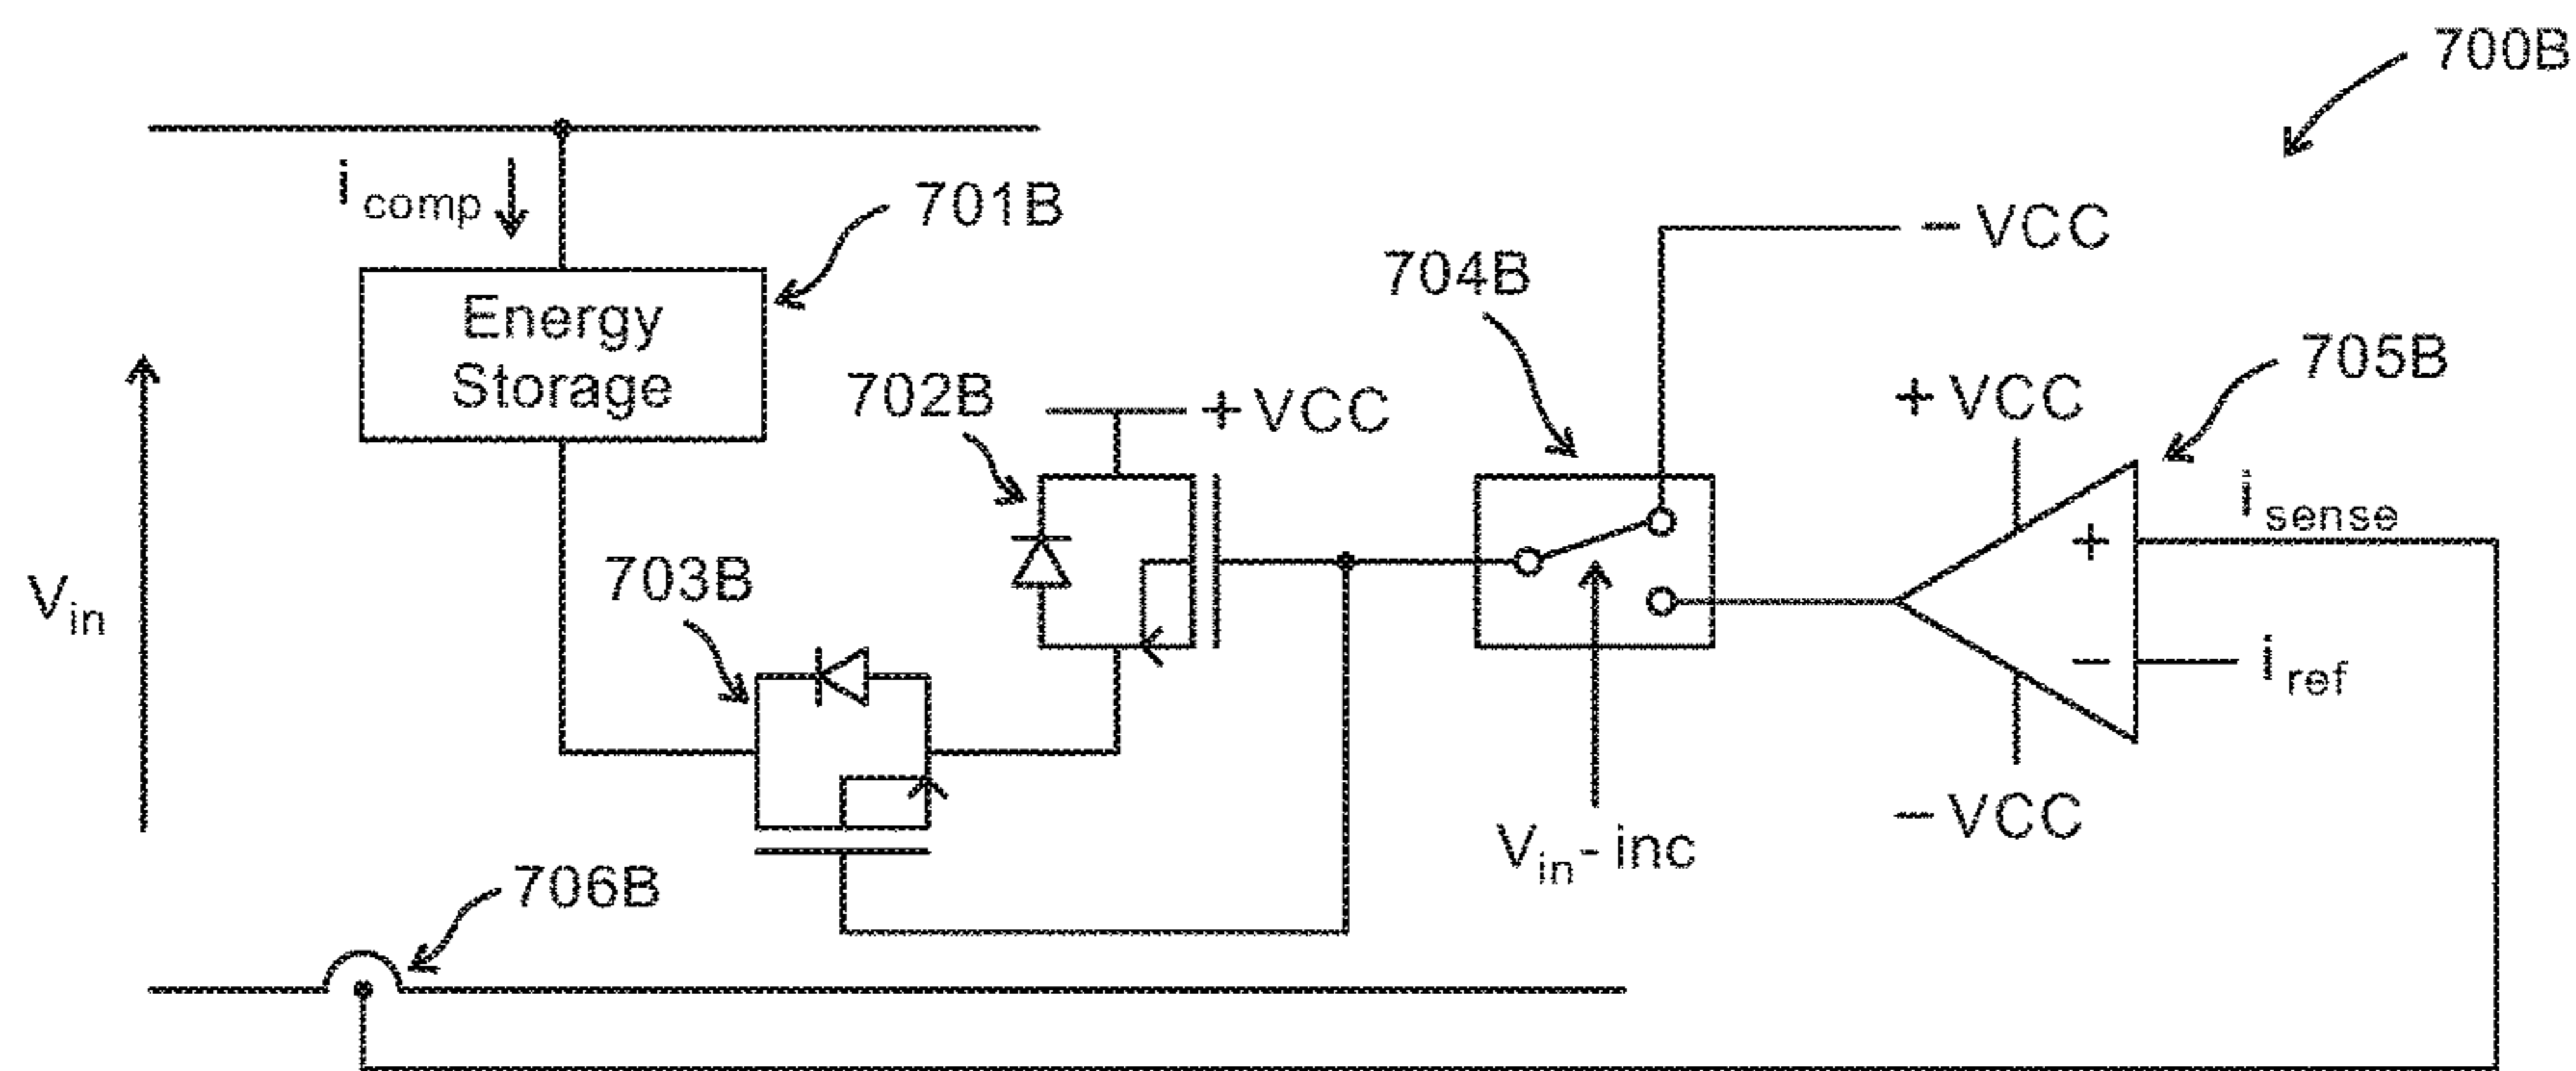 700B
i comp
701B
Energy
Storage
− VCC
704B
702B
+ VCC
+ VCC
705B
i sense
+
V in
703B
−
i ref
V in - inc
− VCC
706B